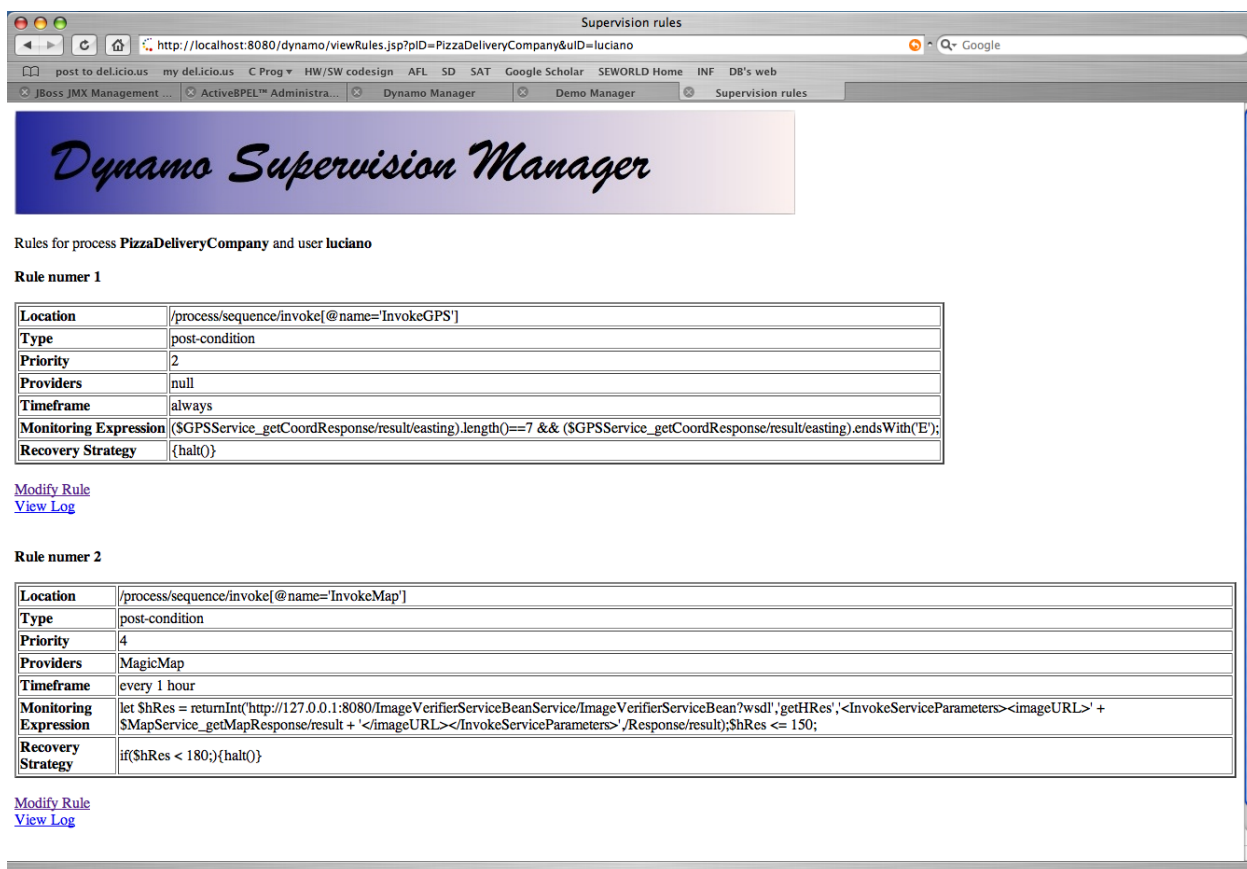 Supervision rules
http://localhost:8080/dynamo/viewRules.jsp?pID=PizzaDeliveryCompany&uID=luciano
Google
post to del.icio.us my del.icio.us C Prog HW/SW codesign AFL SD SAT Google Scholar SEWORLD Home INF DB's web
JBoss JMX Management ... ActiveBPEL™ Administra... Dynamo Manager Demo Manager Supervision rules
Dynamo Supervision Manager
Rules for process PizzaDeliveryCompany and user luciano
Rule numer 1
Location /process/sequence/invoke[@name='InvokeGPS']
Type post-condition
Priority 2
Providers null
Timeframe always
Monitoring Expression ($GPSService_getCoordResponse/result/easting).length()==7 && ($GPSService_getCoordResponse/result/easting).endsWith('E');
Recovery Strategy {halt()}
Modify Rule
View Log
Rule numer 2
Location /process/sequence/invoke[@name='InvokeMap']
Type post-condition
Priority 4
Providers MagicMap
Timeframe every 1 hour
Monitoring let $hRes = returnInt('http://127.0.0.1:8080/ImageVerifierServiceBeanService/ImageVerifierServiceBean?wsdl','getHRes','<InvokeServiceParameters><imageURL>' +
Expression $MapService_getMapResponse/result + '</imageURL></InvokeServiceParameters>',/Response/result);$hRes <= 150;
Recovery
Strategy if($hRes < 180;){halt()}
Modify Rule
View Log